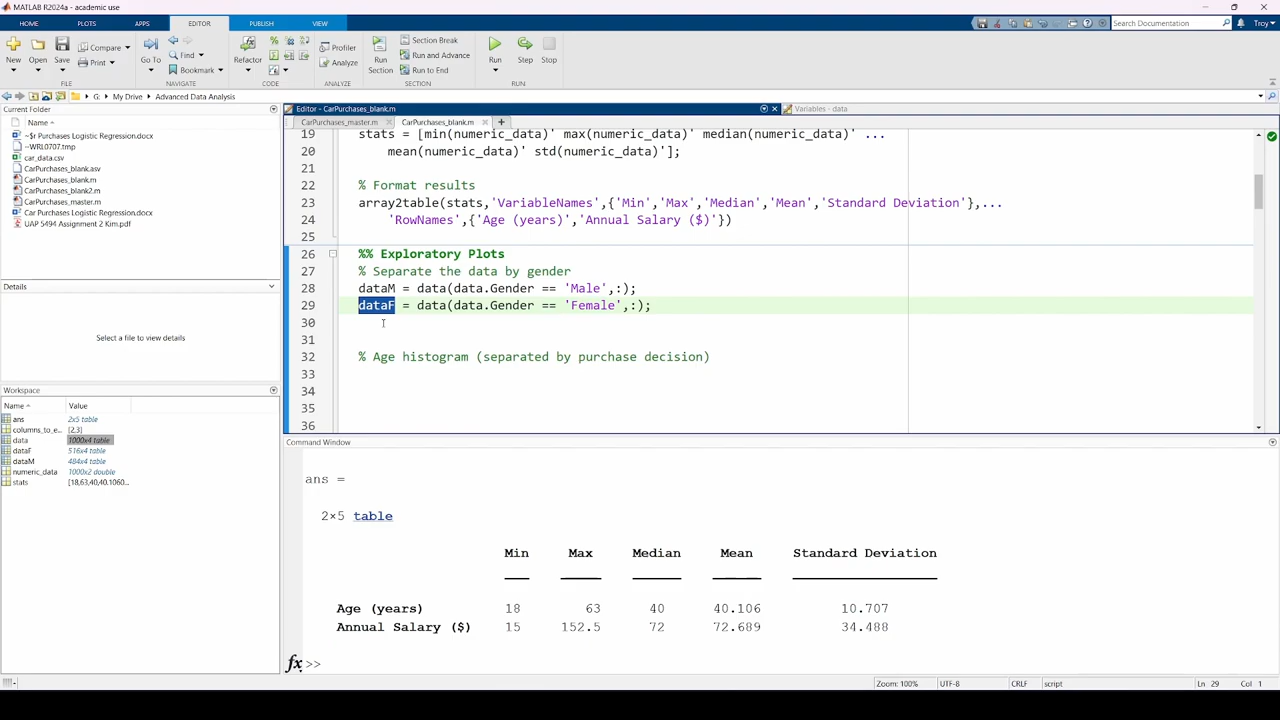 MATLAB R2024a - academic use
HOME PLOTS APPS EDITOR PUBLISH VIEW
Search Documentation
Troy
New Open Save
Compare
Print
Go To
Find
Bookmark
Refactor
Profiler
Analyze
Run Section
Section Break
Run and Advance
Run to End
Run Step Stop
FILE NAVIGATE CODE ANALYZE SECTION RUN
G: My Drive Advanced Data Analysis
Current Folder
Name
~$r Purchases Logistic Regression.docx
~WRL0707.tmp
car_data.csv
CarPurchases_blank.asv
CarPurchases_blank.m
CarPurchases_blank2.m
CarPurchases_master.m
Car Purchases Logistic Regression.docx
UAP 5494 Assignment 2 Kim.pdf
Details
Select a file to view details
Workspace
Name Value
ans 2x5 table
columns_to_e... [2,3]
data 1000x4 table
dataF 516x4 table
dataM 484x4 table
numeric_data 1000x2 double
stats [18,63,40,40.1060...
Editor - CarPurchases_blank.m
Variables - data
CarPurchases_master.m CarPurchases_blank.m
19 stats = [min(numeric_data)' max(numeric_data)' median(numeric_data)' ...
20 mean(numeric_data)' std(numeric_data)'];
21
22 % Format results
23 array2table(stats,'VariableNames',{'Min','Max','Median','Mean','Standard Deviation'},...
24 'RowNames',{'Age (years)','Annual Salary ($)'})
25
26 %% Exploratory Plots
27 % Separate the data by gender
28 dataM = data(data.Gender == 'Male',:);
29 dataF = data(data.Gender == 'Female',:);
30
31
32 % Age histogram (separated by purchase decision)
33
34
35
36
Command Window
ans =
2×5 table
Min Max Median Mean Standard Deviation
Age (years) 18 63 40 40.106 10.707
Annual Salary ($) 15 152.5 72 72.689 34.488
fx >>
Zoom: 100% UTF-8 CRLF script Ln 29 Col 1